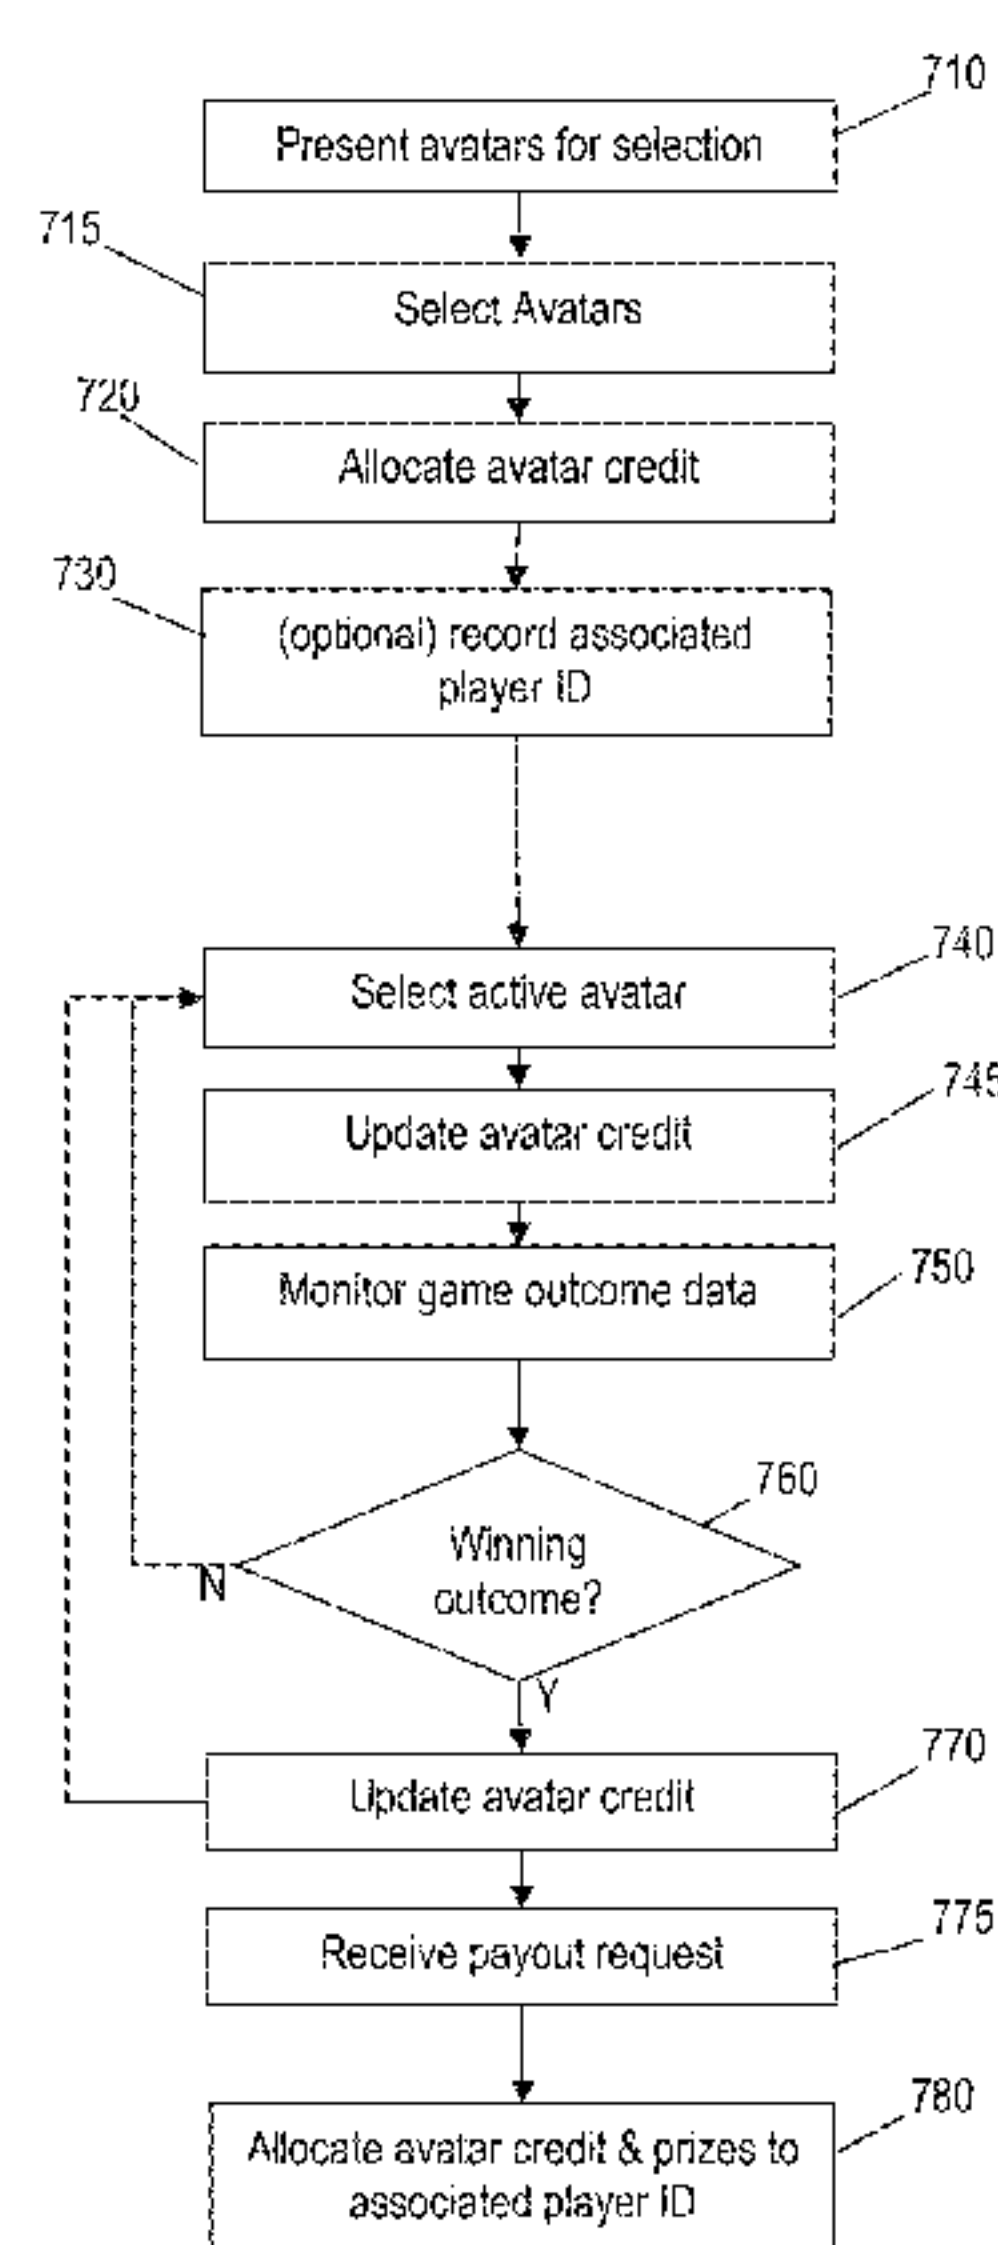 710
Present avatars for selection
715
Select Avatars
720
Allocate avatar credit
730
(optional) record associated
player ID
740
Select active avatar
745
Update avatar credit
750
Monitor game outcome data
760
Winning
outcome?
N
Y
770
Update avatar credit
775
Receive payout request
780
Allocate avatar credit & prizes to
associated player ID